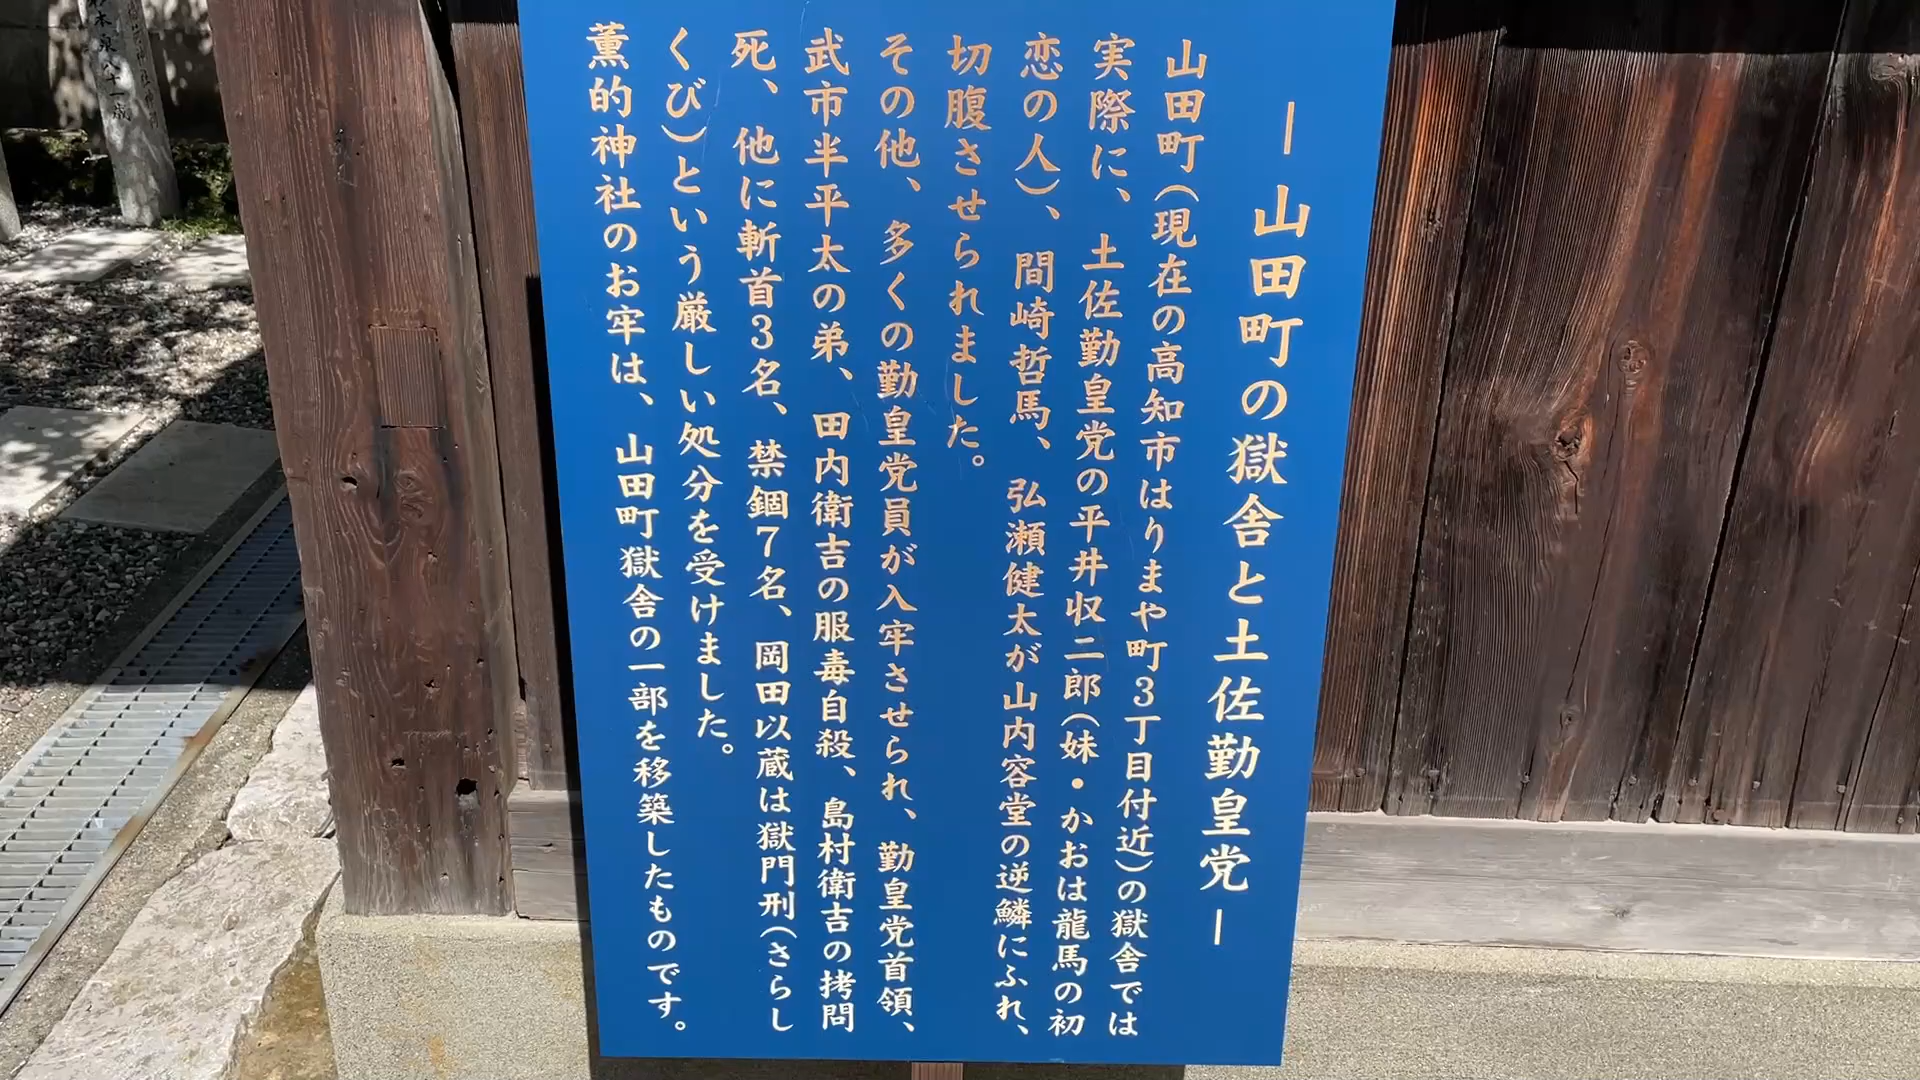 ― 山田町の獄舎と土佐勤皇党 ―
山田町(現在の高知市はりまや町3丁目付近)の獄舎では
実際に、土佐勤皇党の平井収二郎(妹・かおは龍馬の初
恋の人)、間崎哲馬、弘瀬健太が山内容堂の逆鱗にふれ、
切腹させられました。
その他、多くの勤皇党員が入牢させられ、勤皇党首領、
武市半平太の弟、田内衛吉の服毒自殺、島村衛吉の拷問
死、他に斬首3名、禁錮7名、岡田以蔵は獄門刑(さらし
くび)という厳しい処分を受けました。
薫的神社のお牢は、山田町獄舎の一部を移築したものです。